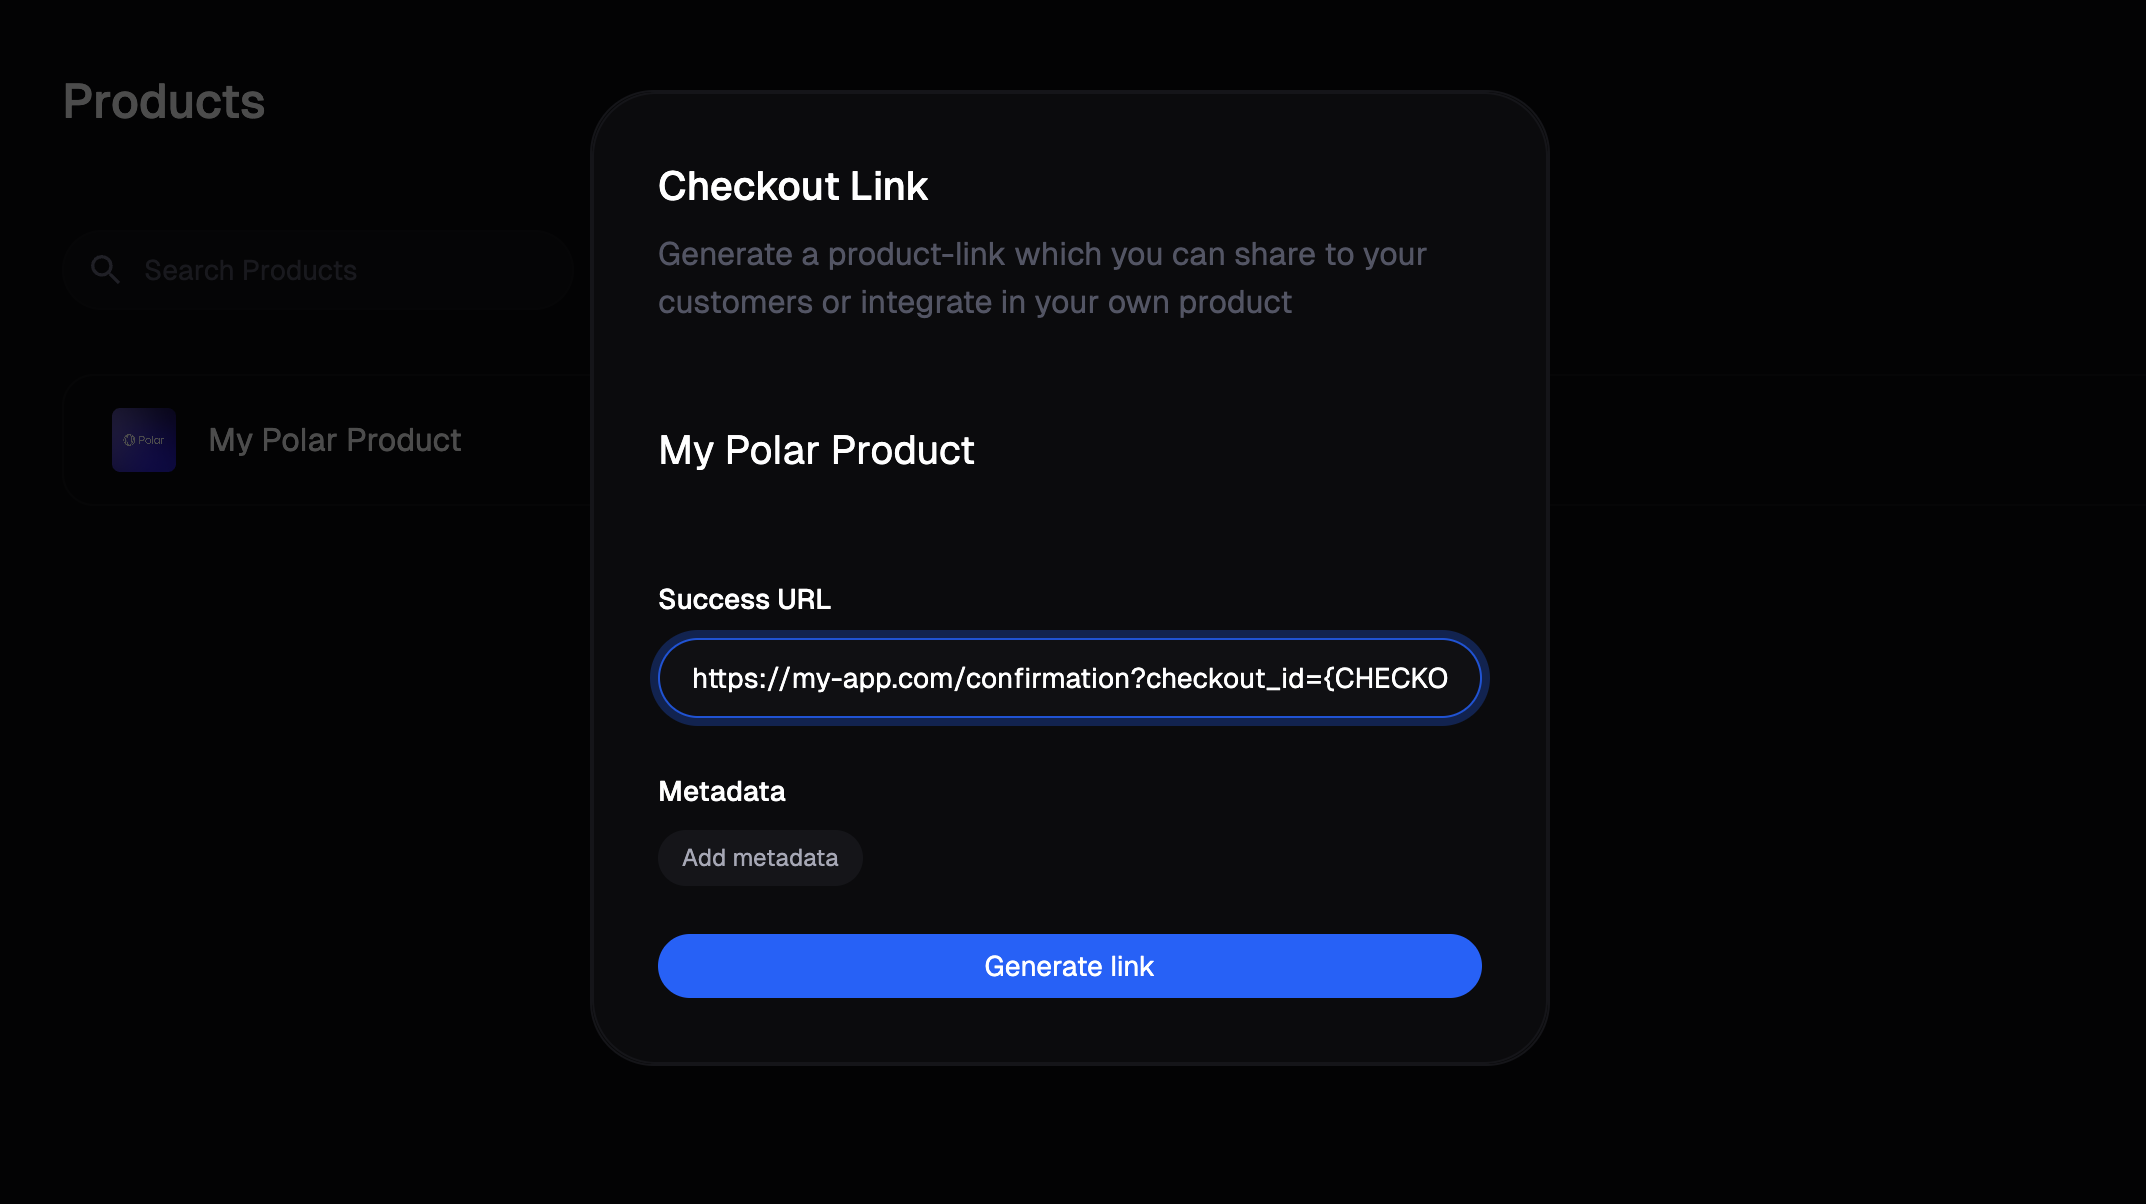 Products
Search Products
Polar
My Polar Product
Checkout Link
Generate a product-link which you can share to your
customers or integrate in your own product
My Polar Product
Success URL
https://my-app.com/confirmation?checkout_id={CHECKO
Metadata
Add metadata
Generate link